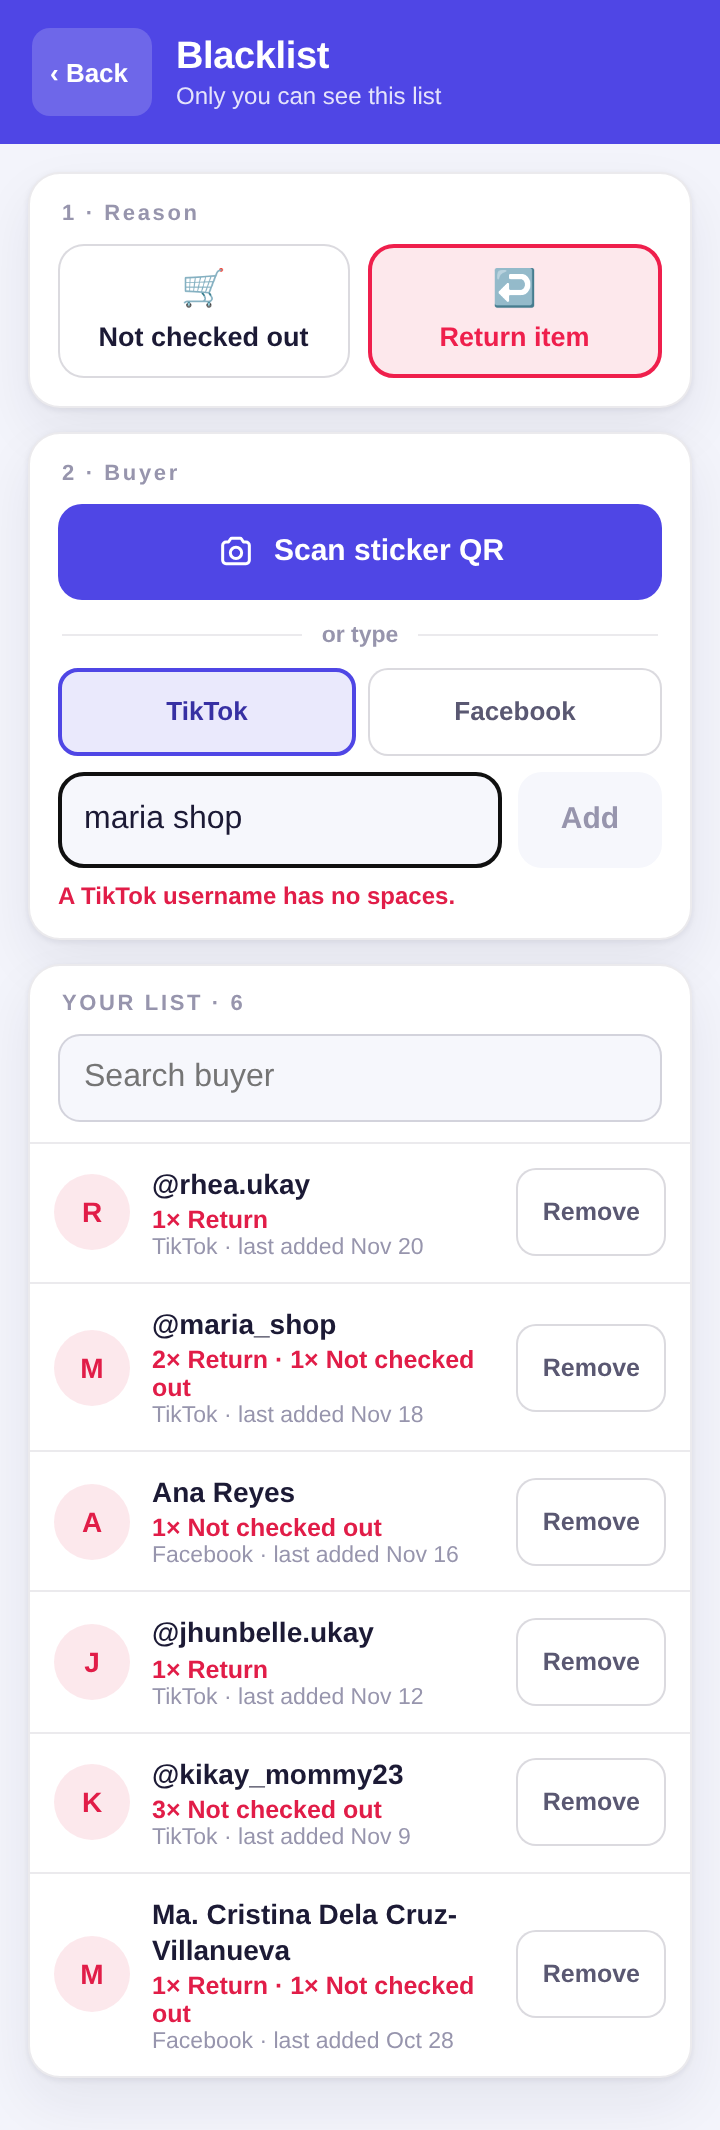 ‹ Back
Blacklist
Only you can see this list
1 · Reason
Not checked out
Return item
2 · Buyer
Scan sticker QR
or type
TikTok
Facebook
maria shop
Add
A TikTok username has no spaces.
YOUR LIST · 6
Search buyer
R
@rhea.ukay
1× Return
TikTok · last added Nov 20
Remove
M
@maria_shop
2× Return · 1× Not checked
out
TikTok · last added Nov 18
Remove
A
Ana Reyes
1× Not checked out
Facebook · last added Nov 16
Remove
J
@jhunbelle.ukay
1× Return
TikTok · last added Nov 12
Remove
K
@kikay_mommy23
3× Not checked out
TikTok · last added Nov 9
Remove
M
Ma. Cristina Dela Cruz-
Villanueva
1× Return · 1× Not checked
out
Facebook · last added Oct 28
Remove